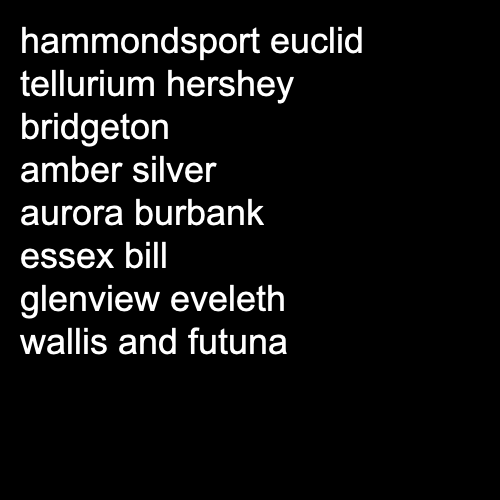 hammondsport euclid
tellurium hershey
bridgeton
amber silver
aurora burbank
essex bill
glenview eveleth
wallis and futuna